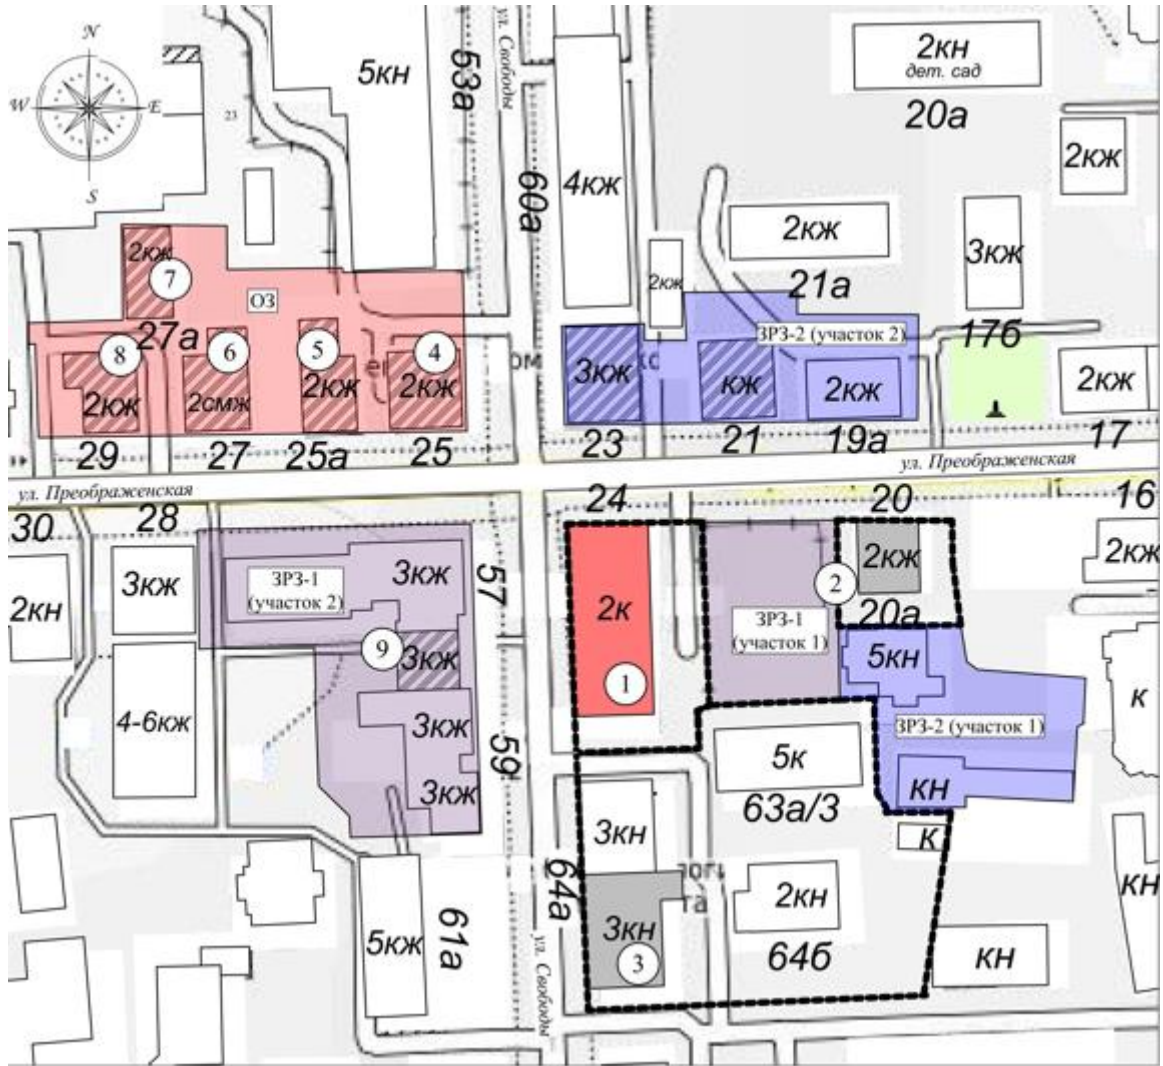 N
W
E
S
23
5кн
53а
ул. Свободы
60а
4кж
2кн
дет. сад
20а
2кж
2кж
3кж
21а
2кж
17б
2кж
7
ОЗ
27а
8
6
5
4
2кж
2смж
2кж
2кж
ЗРЗ-2 (участок 2)
3кж
кж
2кж
2кж
29
27
25а
25
23
21
19а
17
ул. Преображенская
ул. Преображенская
30
28
24
20
16
2кн
3кж
ЗРЗ-1
(участок 2)
3кж
57
2к
1
ЗРЗ-1
(участок 1)
2
2кж
20а
2кж
9
3кж
5кн
4-6кж
3кж
3кж
59
ЗРЗ-2 (участок 1)
к
5к
63а/3
кн
к
3кн
64а
3кн
3
2кн
64б
кн
кн
5кж
61а
ул. Свободы